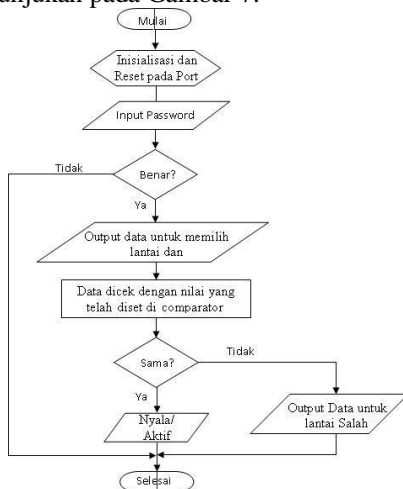 pada Gambar 7.
Mulai
Inisialisasi dan
Reset pada Port
Input Password
Tidak
Benar?
Ya
Output data untuk memilih
lantai dan
Data dicek dengan nilai yang
telah diset di comparator
Sama?
Tidak
Ya
Nyala/
Aktif
Output Data untuk
lantai Salah
Selesai